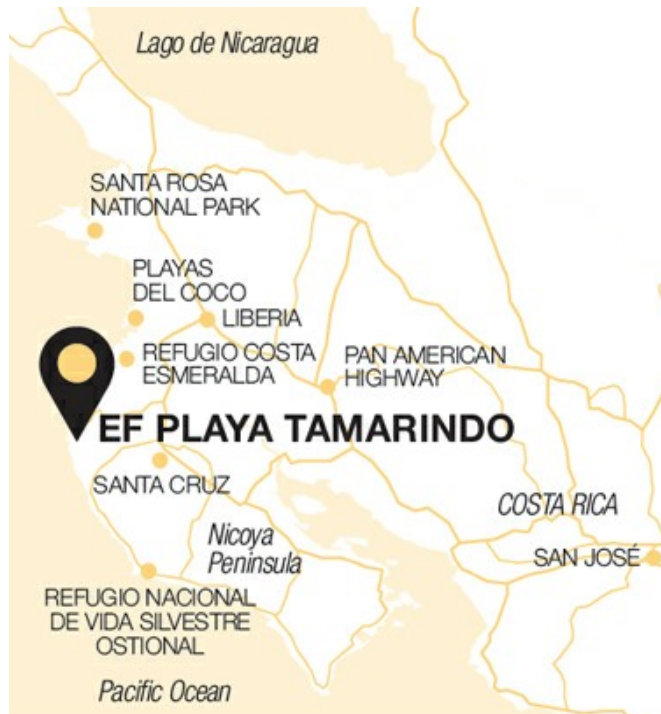 Lago de Nicaragua
SANTA ROSA
NATIONAL PARK
PLAYAS
DEL COCO
LIBERIA
REFUGIO COSTA
ESMERALDA
PAN AMERICAN
HIGHWAY
EF PLAYA TAMARINDO
SANTA CRUZ
COSTA RICA
Nicoya
Peninsula
SAN JOSÉ
REFUGIO NACIONAL
DE VIDA SILVESTRE
OSTIONAL
Pacific Ocean